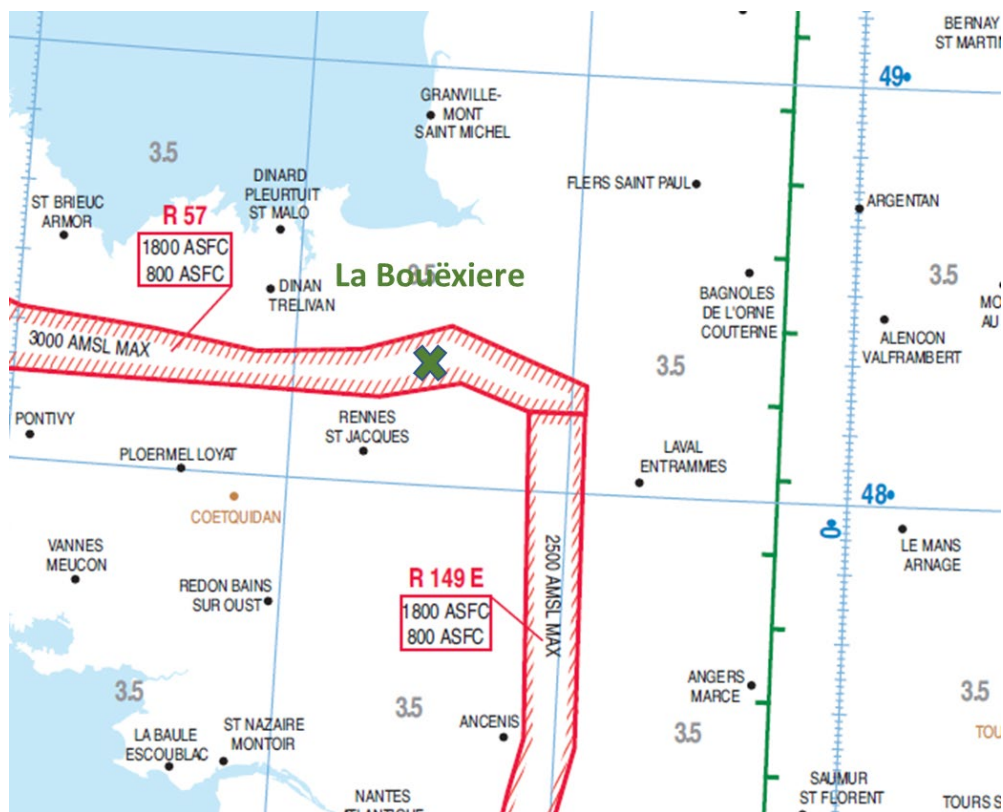 BERNAY
ST MARTIN
49°
GRANVILLE-
MONT
SAINT MICHEL
3.5
DINARD
PLEURTUIT
ST MALO
FLERS SAINT PAUL
ST BRIEUC
ARMOR
R 57
1800 ASFC
800 ASFC
ARGENTAN
La Bouëxiere
3.5
DINAN
TRELIVAN
BAGNOLES
DE L'ORNE
COUTERNE
3.5
MO
AU
ALENCON
VALFRAMBERT
3000 AMSL MAX
3.5
PONTIVY
RENNES
ST JACQUES
PLOERMEL LOYAT
LAVAL
ENTRAMMES
48°
0°
COETQUIDAN
LE MANS
ARNAGE
VANNES
MEUCON
REDON BAINS
SUR OUST
R 149 E
1800 ASFC
800 ASFC
2500 AMSL MAX
ANGERS
MARCE
3.5
3.5
3.5
3.5
ANCENIS
LA BAULE
ESCOUBLAC
ST NAZAIRE
MONTOIR
TOU
SAUMUR
ST FLORENT
TOURS S
NANTES